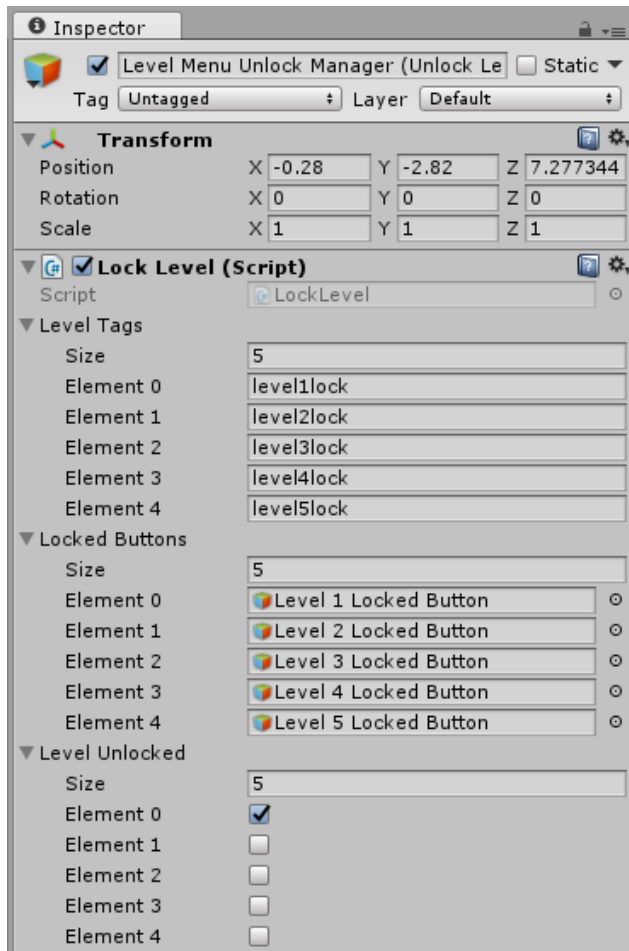 Inspector
Level Menu Unlock Manager (Unlock Le Static
Tag Untagged Layer Default
Transform
Position X -0.28 Y -2.82 Z 7.277344
Rotation X 0 Y 0 Z 0
Scale X 1 Y 1 Z 1
Lock Level (Script)
Script LockLevel
Level Tags
Size 5
Element 0 level1lock
Element 1 level2lock
Element 2 level3lock
Element 3 level4lock
Element 4 level5lock
Locked Buttons
Size 5
Element 0 Level 1 Locked Button
Element 1 Level 2 Locked Button
Element 2 Level 3 Locked Button
Element 3 Level 4 Locked Button
Element 4 Level 5 Locked Button
Level Unlocked
Size 5
Element 0
Element 1
Element 2
Element 3
Element 4